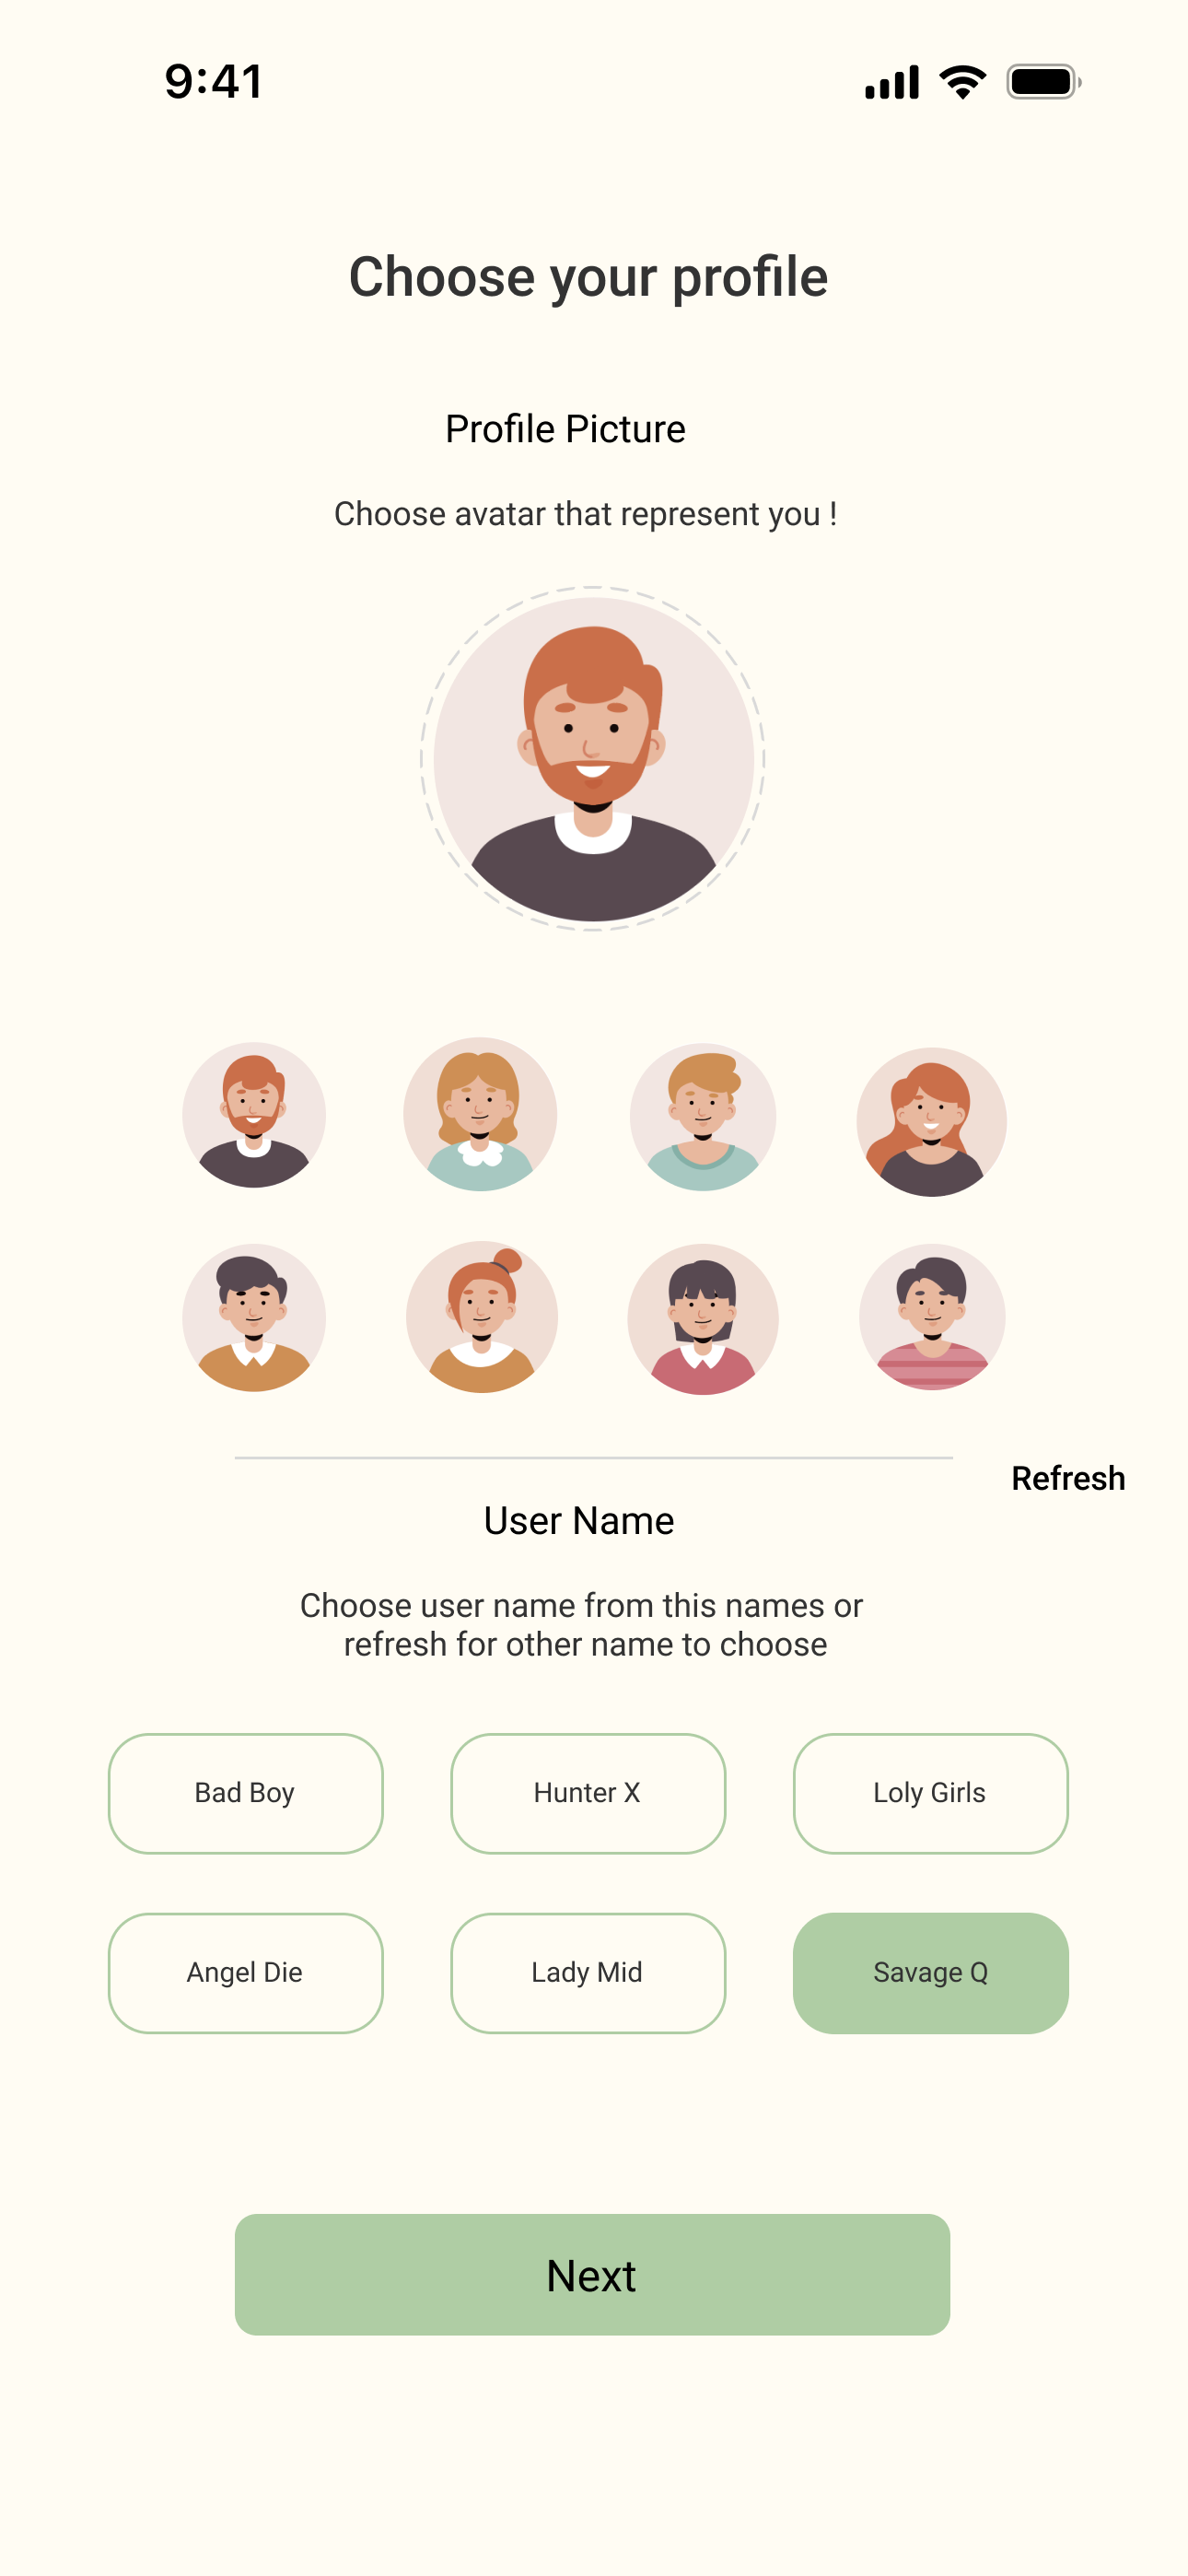 9:41
Choose your profile
Profile Picture
Choose avatar that represent you !
Refresh
User Name
Choose user name from this names or
refresh for other name to choose
Bad Boy
Hunter X
Loly Girls
Angel Die
Lady Mid
Savage Q
Next